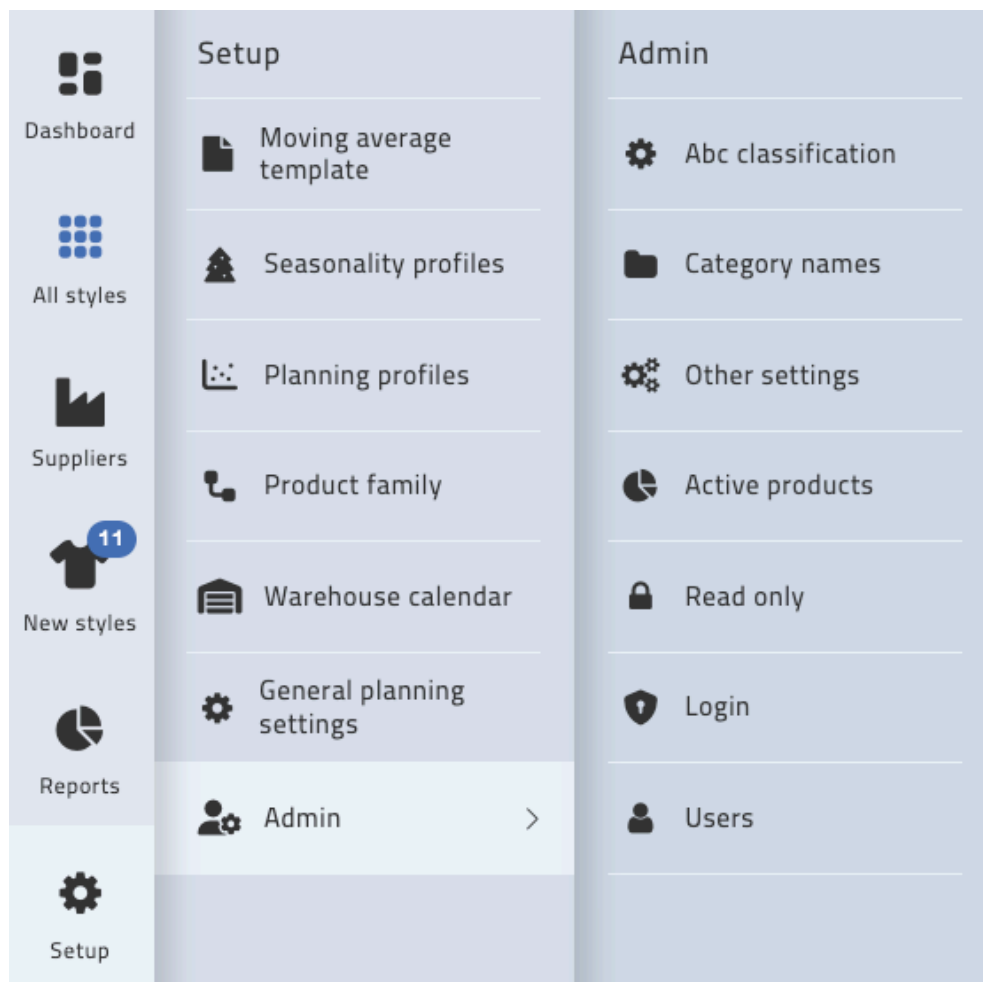 Dashboard
All styles
Suppliers
11
New styles
Reports
Setup
Setup
Moving average
template
Seasonality profiles
Planning profiles
Product family
Warehouse calendar
General planning
settings
Admin
Admin
Abc classification
Category names
Other settings
Active products
Read only
Login
Users